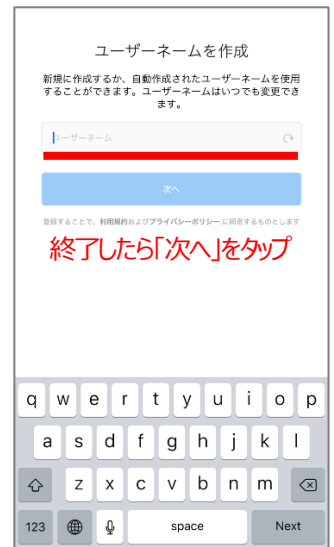 ユーザーネームを作成
新規に作成するか、自動作成されたユーザーネームを使用
することができます。ユーザーネームはいつでも変更でき
ます。
ユーザーネーム
次へ
登録することで、利用規約およびプライバシーポリシーに同意するものとします
終了したら「次へ」をタップ
q w e r t y u i o p
a s d f g h j k l
z x c v b n m
123 space Next